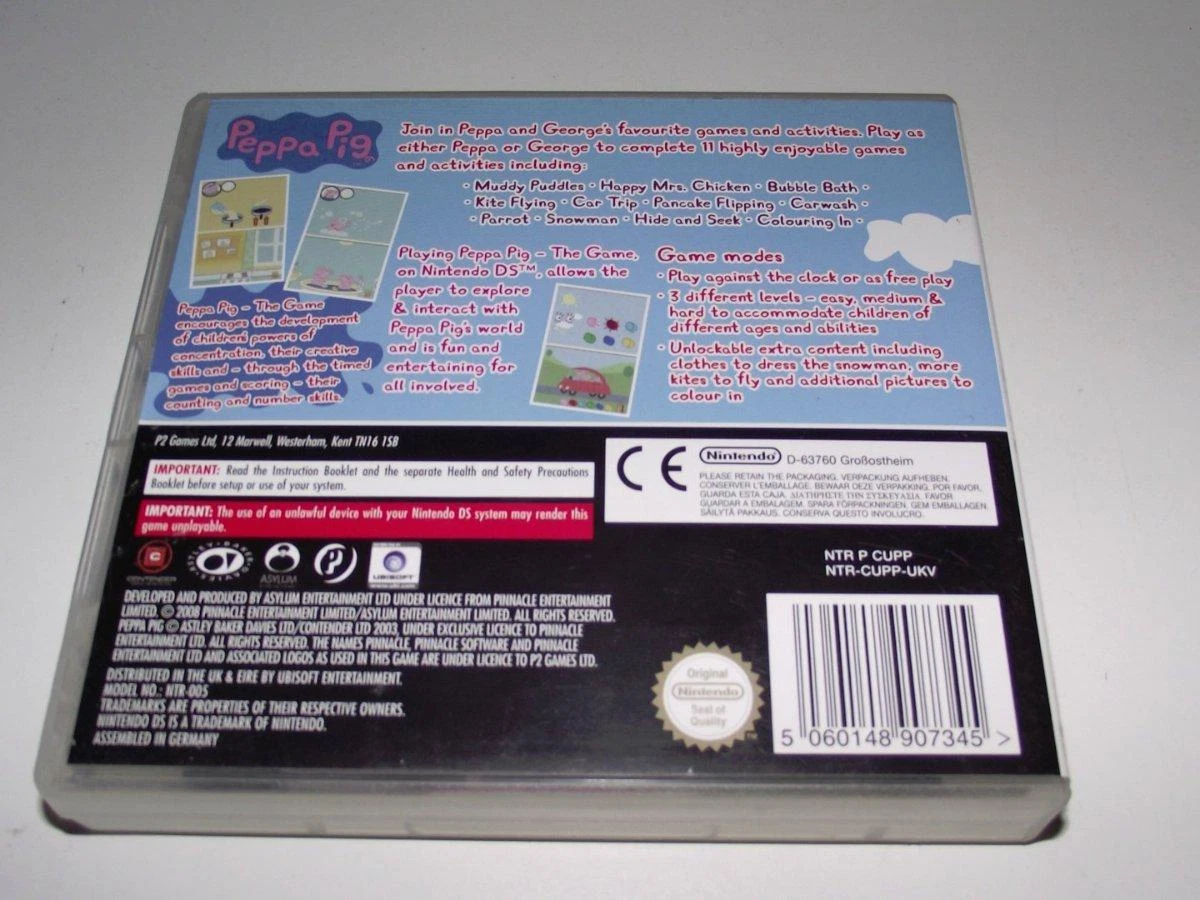 Peppa Pig
Join in Peppa and George's favourite games and activities. Play as
either Peppa or George to complete 11 highly enjoyable games
and activities including:
· Muddy Puddles · Happy Mrs. Chicken · Bubble Bath ·
· Kite Flying · Car Trip · Pancake Flipping · Carwash ·
· Parrot · Snowman · Hide and Seek · Colouring In ·
Peppa Pig – The Game
encourages the development
of children's powers of
concentration, their creative
skills and – through the timed
games and scoring – their
counting and number skills.
Playing Peppa Pig – The Game,
on Nintendo DS™, allows the
player to explore
& interact with
Peppa Pig's world
and is fun and
entertaining for
all involved.
Game modes
· Play against the clock or as free play
· 3 different levels – easy, medium &
hard to accommodate children of
different ages and abilities
· Unlockable extra content including
clothes to dress the snowman, more
kites to fly and additional pictures to
colour in
P2 Games Ltd, 12 Marwell, Westerham, Kent TN16 1SB
IMPORTANT: Read the Instruction Booklet and the separate Health and Safety Precautions
Booklet before setup or use of your system.
IMPORTANT: The use of an unlawful device with your Nintendo DS system may render this
game unplayable.
CE
Nintendo D-63760 Großostheim
PLEASE RETAIN THE PACKAGING. VERPACKUNG AUFHEBEN.
CONSERVER L'EMBALLAGE. BEWAAR DEZE VERPAKKING. POR FAVOR,
GUARDA ESTA CAJA. ΔΙΑΤΗΡΗΣΤΕ ΤΗΝ ΣΥΣΚΕΥΑΣΙΑ. FAVOR
GUARDAR A EMBALAGEM. SPARA FÖRPACKNINGEN. GEM EMBALLAGEN.
SÄILYTÄ PAKKAUS. CONSERVA QUESTO INVOLUCRO.
NTR P CUPP
NTR-CUPP-UKV
CONTENDER
ASTLEY · BAKER · DAVIES
ASYLUM
UBISOFT
DEVELOPED AND PRODUCED BY ASYLUM ENTERTAINMENT LTD UNDER LICENCE FROM PINNACLE ENTERTAINMENT
LIMITED. © 2008 PINNACLE ENTERTAINMENT LIMITED/ASYLUM ENTERTAINMENT LIMITED. ALL RIGHTS RESERVED.
PEPPA PIG © ASTLEY BAKER DAVIES LTD/CONTENDER LTD 2003, UNDER EXCLUSIVE LICENCE TO PINNACLE
ENTERTAINMENT LTD. ALL RIGHTS RESERVED. THE NAMES PINNACLE, PINNACLE SOFTWARE AND PINNACLE
ENTERTAINMENT LTD AND ASSOCIATED LOGOS AS USED IN THIS GAME ARE UNDER LICENCE TO P2 GAMES LTD.
DISTRIBUTED IN THE UK & EIRE BY UBISOFT ENTERTAINMENT.
MODEL NO.: NTR-005
TRADEMARKS ARE PROPERTIES OF THEIR RESPECTIVE OWNERS.
NINTENDO DS IS A TRADEMARK OF NINTENDO.
ASSEMBLED IN GERMANY
Original
Nintendo
Seal of
Quality
5 060148 907345 >